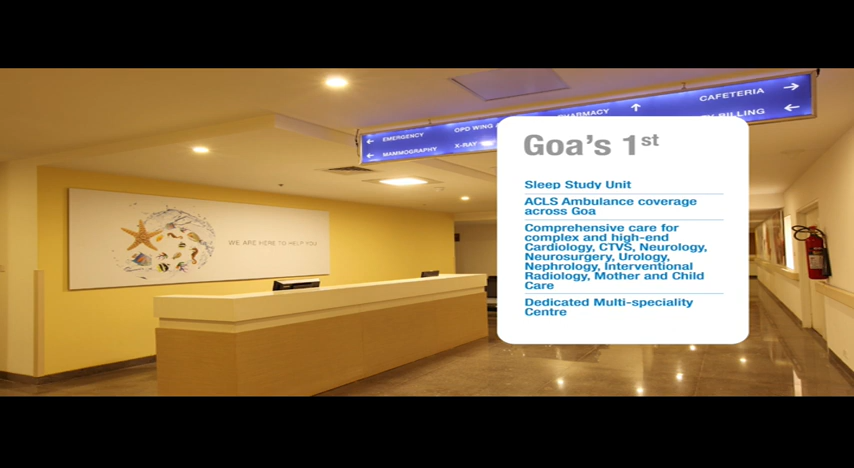 CAFETERIA
PHARMACY
BILLING
EMERGENCY
OPD WING
MAMMOGRAPHY
X-RAY
WE ARE HERE TO HELP YOU
Goa's 1st
Sleep Study Unit
ACLS Ambulance coverage
across Goa
Comprehensive care for
complex and high-end
Cardiology, CTVS, Neurology,
Neurosurgery, Urology,
Nephrology, Interventional
Radiology, Mother and Child
Care
Dedicated Multi-speciality
Centre